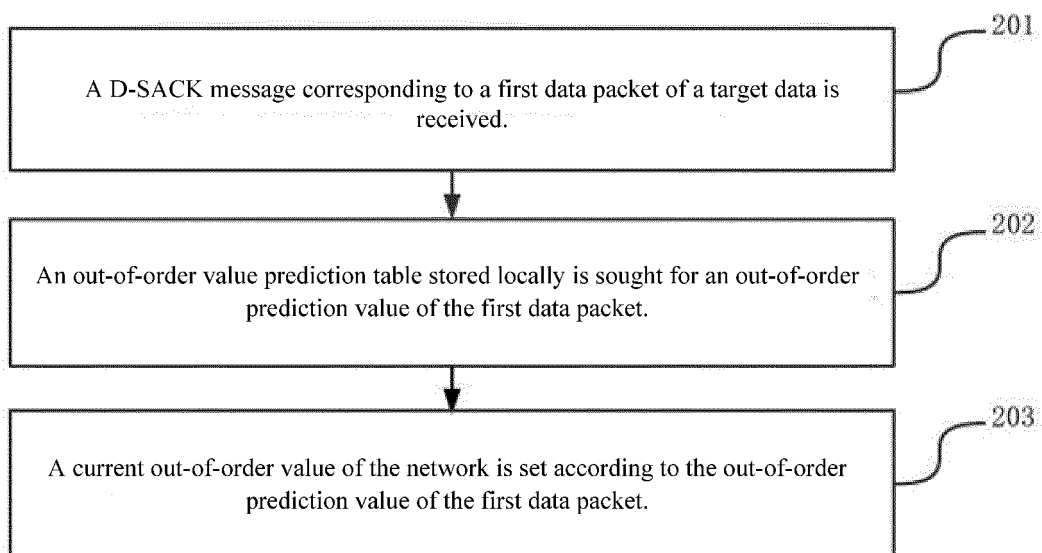 201
A D-SACK message corresponding to a first data packet of a target data is
received.
202
An out-of-order value prediction table stored locally is sought for an out-of-order
prediction value of the first data packet.
203
A current out-of-order value of the network is set according to the out-of-order
prediction value of the first data packet.